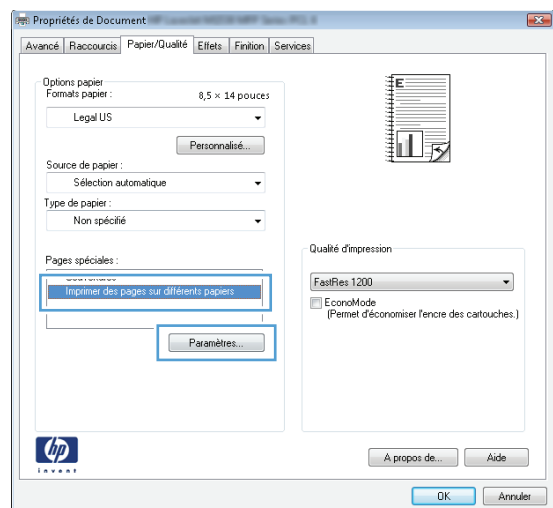 Propriétés de Document
Avancé Raccourcis Papier/Qualité Effets Finition Services
Options papier
Formats papier : 8,5 × 14 pouces
Legal US
Personnalisé...
Source de papier :
Sélection automatique
Type de papier :
Non spécifié
Pages spéciales :
Imprimer des pages sur différents papiers
Paramètres...
E
Qualité d'impression
FastRes 1200
EconoMode
(Permet d'économiser l'encre des cartouches.)
hp
invent
A propos de... Aide
OK Annuler